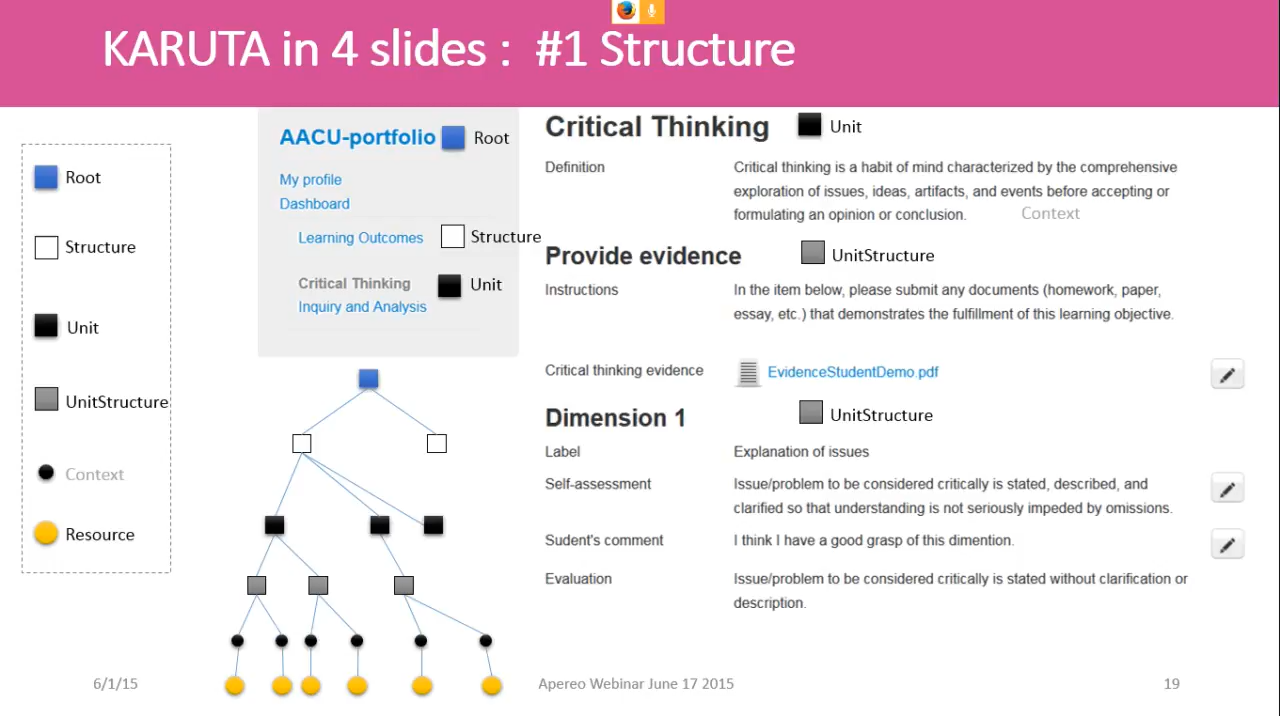 KARUTA in 4 slides :  #1 Structure
Root
Structure
Unit
UnitStructure
Context
Resource
AACU-portfolio
Root
My profile
Dashboard
Learning Outcomes
Structure
Critical Thinking
Unit
Inquiry and Analysis
Critical Thinking
Unit
Definition
Critical thinking is a habit of mind characterized by the comprehensive
exploration of issues, ideas, artifacts, and events before accepting or
formulating an opinion or conclusion.
Context
Provide evidence
UnitStructure
Instructions
In the item below, please submit any documents (homework, paper,
essay, etc.) that demonstrates the fulfillment of this learning objective.
Critical thinking evidence
EvidenceStudentDemo.pdf
Dimension 1
UnitStructure
Label
Explanation of issues
Self-assessment
Issue/problem to be considered critically is stated, described, and
clarified so that understanding is not seriously impeded by omissions.
Sudent's comment
I think I have a good grasp of this dimention.
Evaluation
Issue/problem to be considered critically is stated without clarification or
description.
6/1/15
Apereo Webinar June 17 2015
19